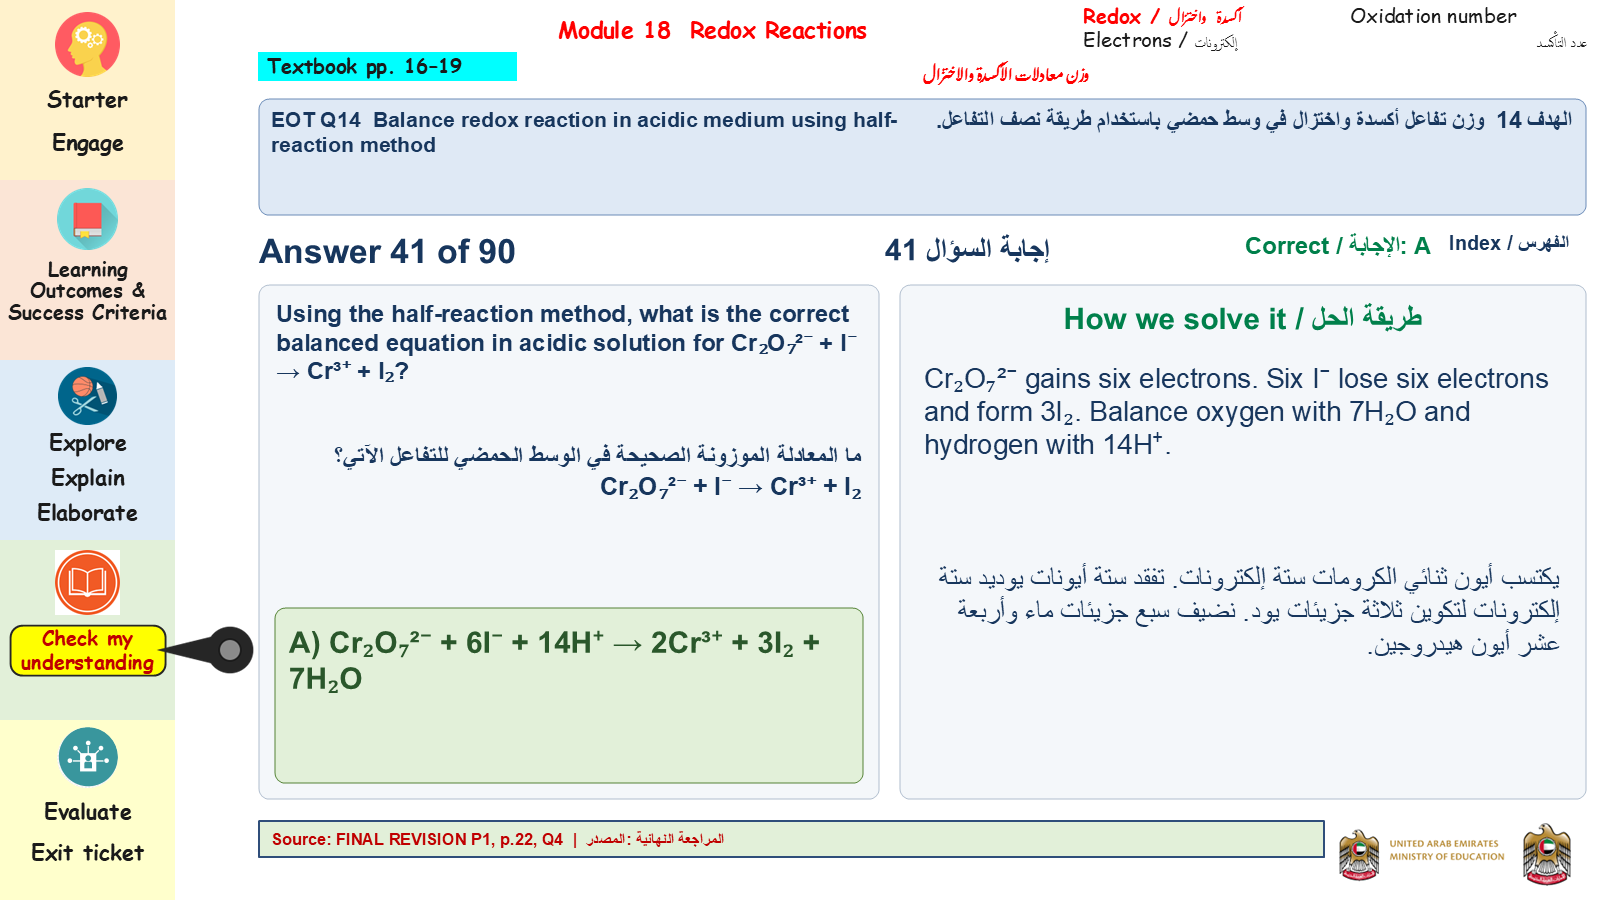 Starter
Engage
Learning
Outcomes &
Success Criteria
Explore
Explain
Elaborate
Check my
understanding
Evaluate
Exit ticket
Module 18 Redox Reactions
Redox / أكسدة واختزال
Electrons / إلكترونات
Oxidation number
عدد التأكسد
Textbook pp. 16–19
وزن معادلات الأكسدة والاختزال
EOT Q14 Balance redox reaction in acidic medium using half-
reaction method
الهدف 14 وزن تفاعل أكسدة واختزال في وسط حمضي باستخدام طريقة نصف التفاعل.
Answer 41 of 90
إجابة السؤال 41
Correct / الإجابة: A
Index / الفهرس
Using the half-reaction method, what is the correct
balanced equation in acidic solution for Cr₂O₇²⁻ + I⁻
→ Cr³⁺ + I₂?
ما المعادلة الموزونة الصحيحة في الوسط الحمضي للتفاعل الآتي؟
Cr₂O₇²⁻ + I⁻ → Cr³⁺ + I₂
A) Cr₂O₇²⁻ + 6I⁻ + 14H⁺ → 2Cr³⁺ + 3I₂ +
7H₂O
How we solve it / طريقة الحل
Cr₂O₇²⁻ gains six electrons. Six I⁻ lose six electrons
and form 3I₂. Balance oxygen with 7H₂O and
hydrogen with 14H⁺.
يكتسب أيون ثنائي الكرومات ستة إلكترونات. تفقد ستة أيونات يوديد ستة
إلكترونات لتكوين ثلاثة جزيئات يود. نضيف سبع جزيئات ماء وأربعة
عشر أيون هيدروجين.
Source: FINAL REVISION P1, p.22, Q4 | المصدر: المراجعة النهائية
UNITED ARAB EMIRATES
MINISTRY OF EDUCATION